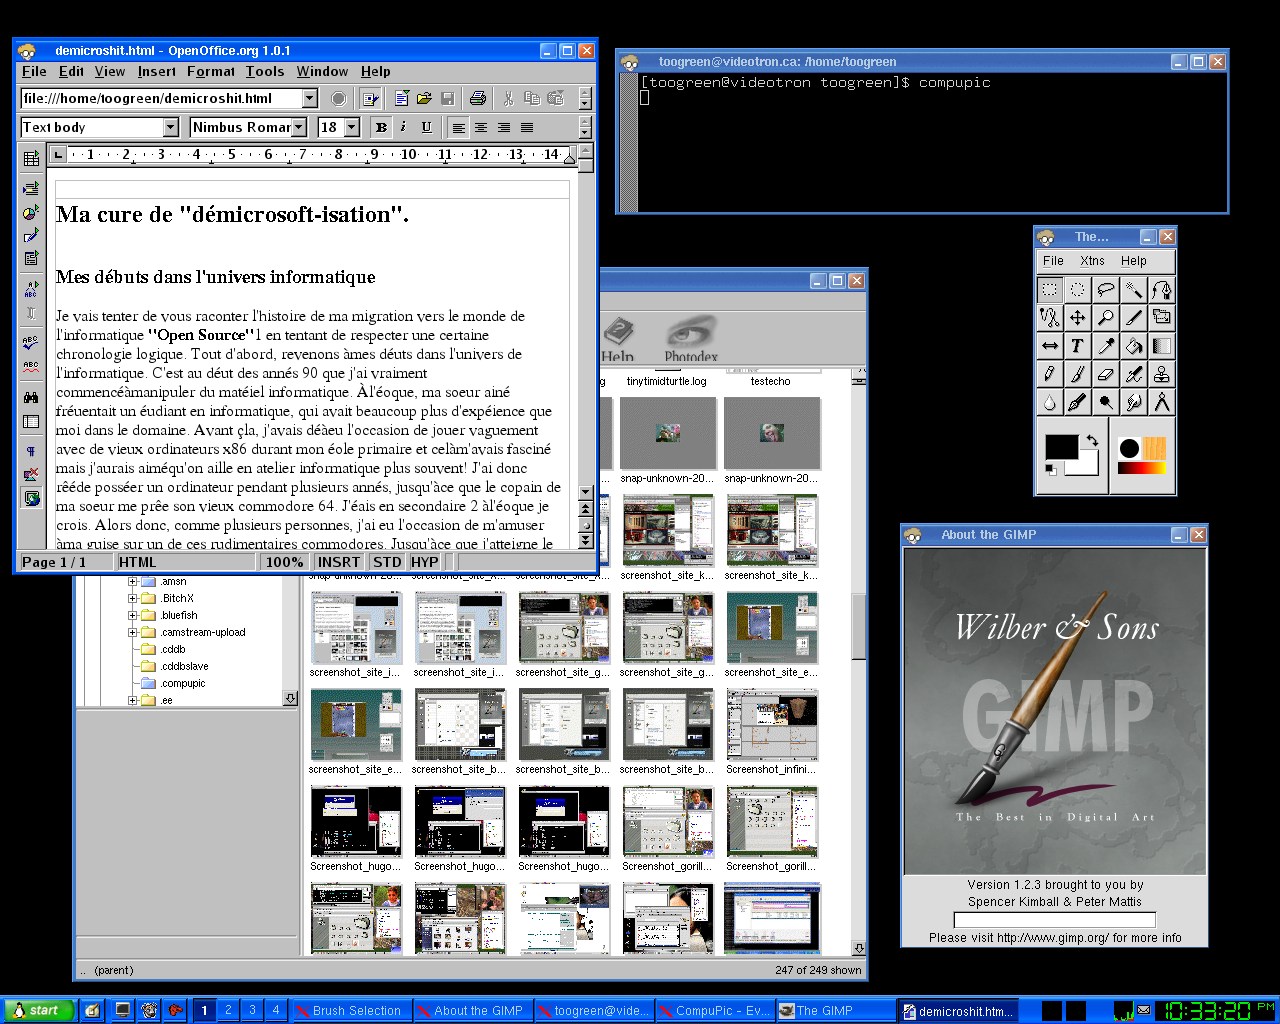 demicroshit.html - OpenOffice.org 1.0.1
File Edit View Insert Format Tools Window Help
file:///home/toogreen/demicroshit.html
Text body
Nimbus Romar
18
B i U
1 2 3 4 5 6 7 8 9 10 11 12 13 14
Ma cure de "démicrosoft-isation".
Mes débuts dans l'univers informatique
Je vais tenter de vous raconter l'histoire de ma migration vers le monde de
l'informatique "Open Source"1 en tentant de respecter une certaine
chronologie logique. Tout d'abord, revenons àmes déuts dans l'univers de
l'informatique. C'est au déut des annés 90 que j'ai vraiment
commencéàmanipuler du matéiel informatique. Àl'éoque, ma soeur ainé
fréuentait un éudiant en informatique, qui avait beaucoup plus d'expéience que
moi dans le domaine. Avant çla, j'avais déàeu l'occasion de jouer vaguement
avec de vieux ordinateurs x86 durant mon éole primaire et celàm'avais fasciné
mais j'aurais aiméqu'on aille en atelier informatique plus souvent! J'ai donc
rêéde posséer un ordinateur pendant plusieurs annés, jusqu'àce que le copain de
ma soeur me prêe son vieux commodore 64. J'éais en secondaire 2 àl'éoque je
crois. Alors donc, comme plusieurs personnes, j'ai eu l'occasion de m'amuser
àma guise sur un de ces rudimentaires commodores. Jusqu'àce que j'atteigne le
Page 1 / 1
HTML
100%
INSRT
STD
HYP
toogreen@videotron.ca: /home/toogreen
[toogreen@videotron toogreen]$ compupic
The...
File Xtns Help
Help
Photodex
tinytimidturtle.log
testecho
snap-unknown-20...
snap-unknown-20...
screenshot_site_k...
screenshot_site_k...
.amsn
.BitchX
.bluefish
.camstream-upload
.cddb
.cddbslave
.compupic
.ee
screenshot_site_i...
screenshot_site_i...
screenshot_site_g...
screenshot_site_g...
screenshot_site_e...
screenshot_site_e...
screenshot_site_b...
screenshot_site_b...
screenshot_site_b...
Screenshot_infini...
Screenshot_hugo...
Screenshot_hugo...
Screenshot_hugo...
Screenshot_gorill...
Screenshot_gorill...
.. (parent)
247 of 249 shown
About the GIMP
Wilber & Sons
GIMP
The Best in Digital Art
Version 1.2.3 brought to you by
Spencer Kimball & Peter Mattis
Please visit http://www.gimp.org/ for more info
start
1 2 3 4
Brush Selection
About the GIMP
toogreen@vide...
CompuPic - Ev...
The GIMP
demicroshit.htm...
10:33:20 PM